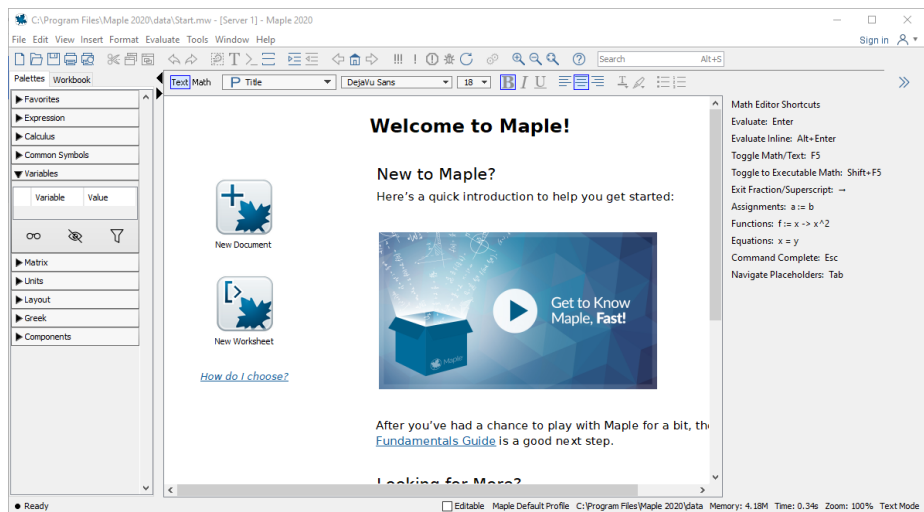 C:\Program Files\Maple 2020\data\Start.mw - [Server 1] - Maple 2020
File Edit View Insert Format Evaluate Tools Window Help
Sign in
Search Alt+S
Palettes Workbook
Text Math P Title DejaVu Sans 18 B I U
Favorites
Expression
Calculus
Common Symbols
Variables
Variable Value
Matrix
Units
Layout
Greek
Components
Welcome to Maple!
New Document
New Worksheet
How do I choose?
New to Maple?
Here's a quick introduction to help you get started:
Maple
Get to Know
Maple, Fast!
After you've had a chance to play with Maple for a bit, the
Fundamentals Guide is a good next step.
Looking for More?
Math Editor Shortcuts
Evaluate: Enter
Evaluate Inline: Alt+Enter
Toggle Math/Text: F5
Toggle to Executable Math: Shift+F5
Exit Fraction/Superscript: →
Assignments: a := b
Functions: f := x -> x^2
Equations: x = y
Command Complete: Esc
Navigate Placeholders: Tab
Ready
Editable Maple Default Profile C:\Program Files\Maple 2020\data Memory: 4.18M Time: 0.34s Zoom: 100% Text Mode